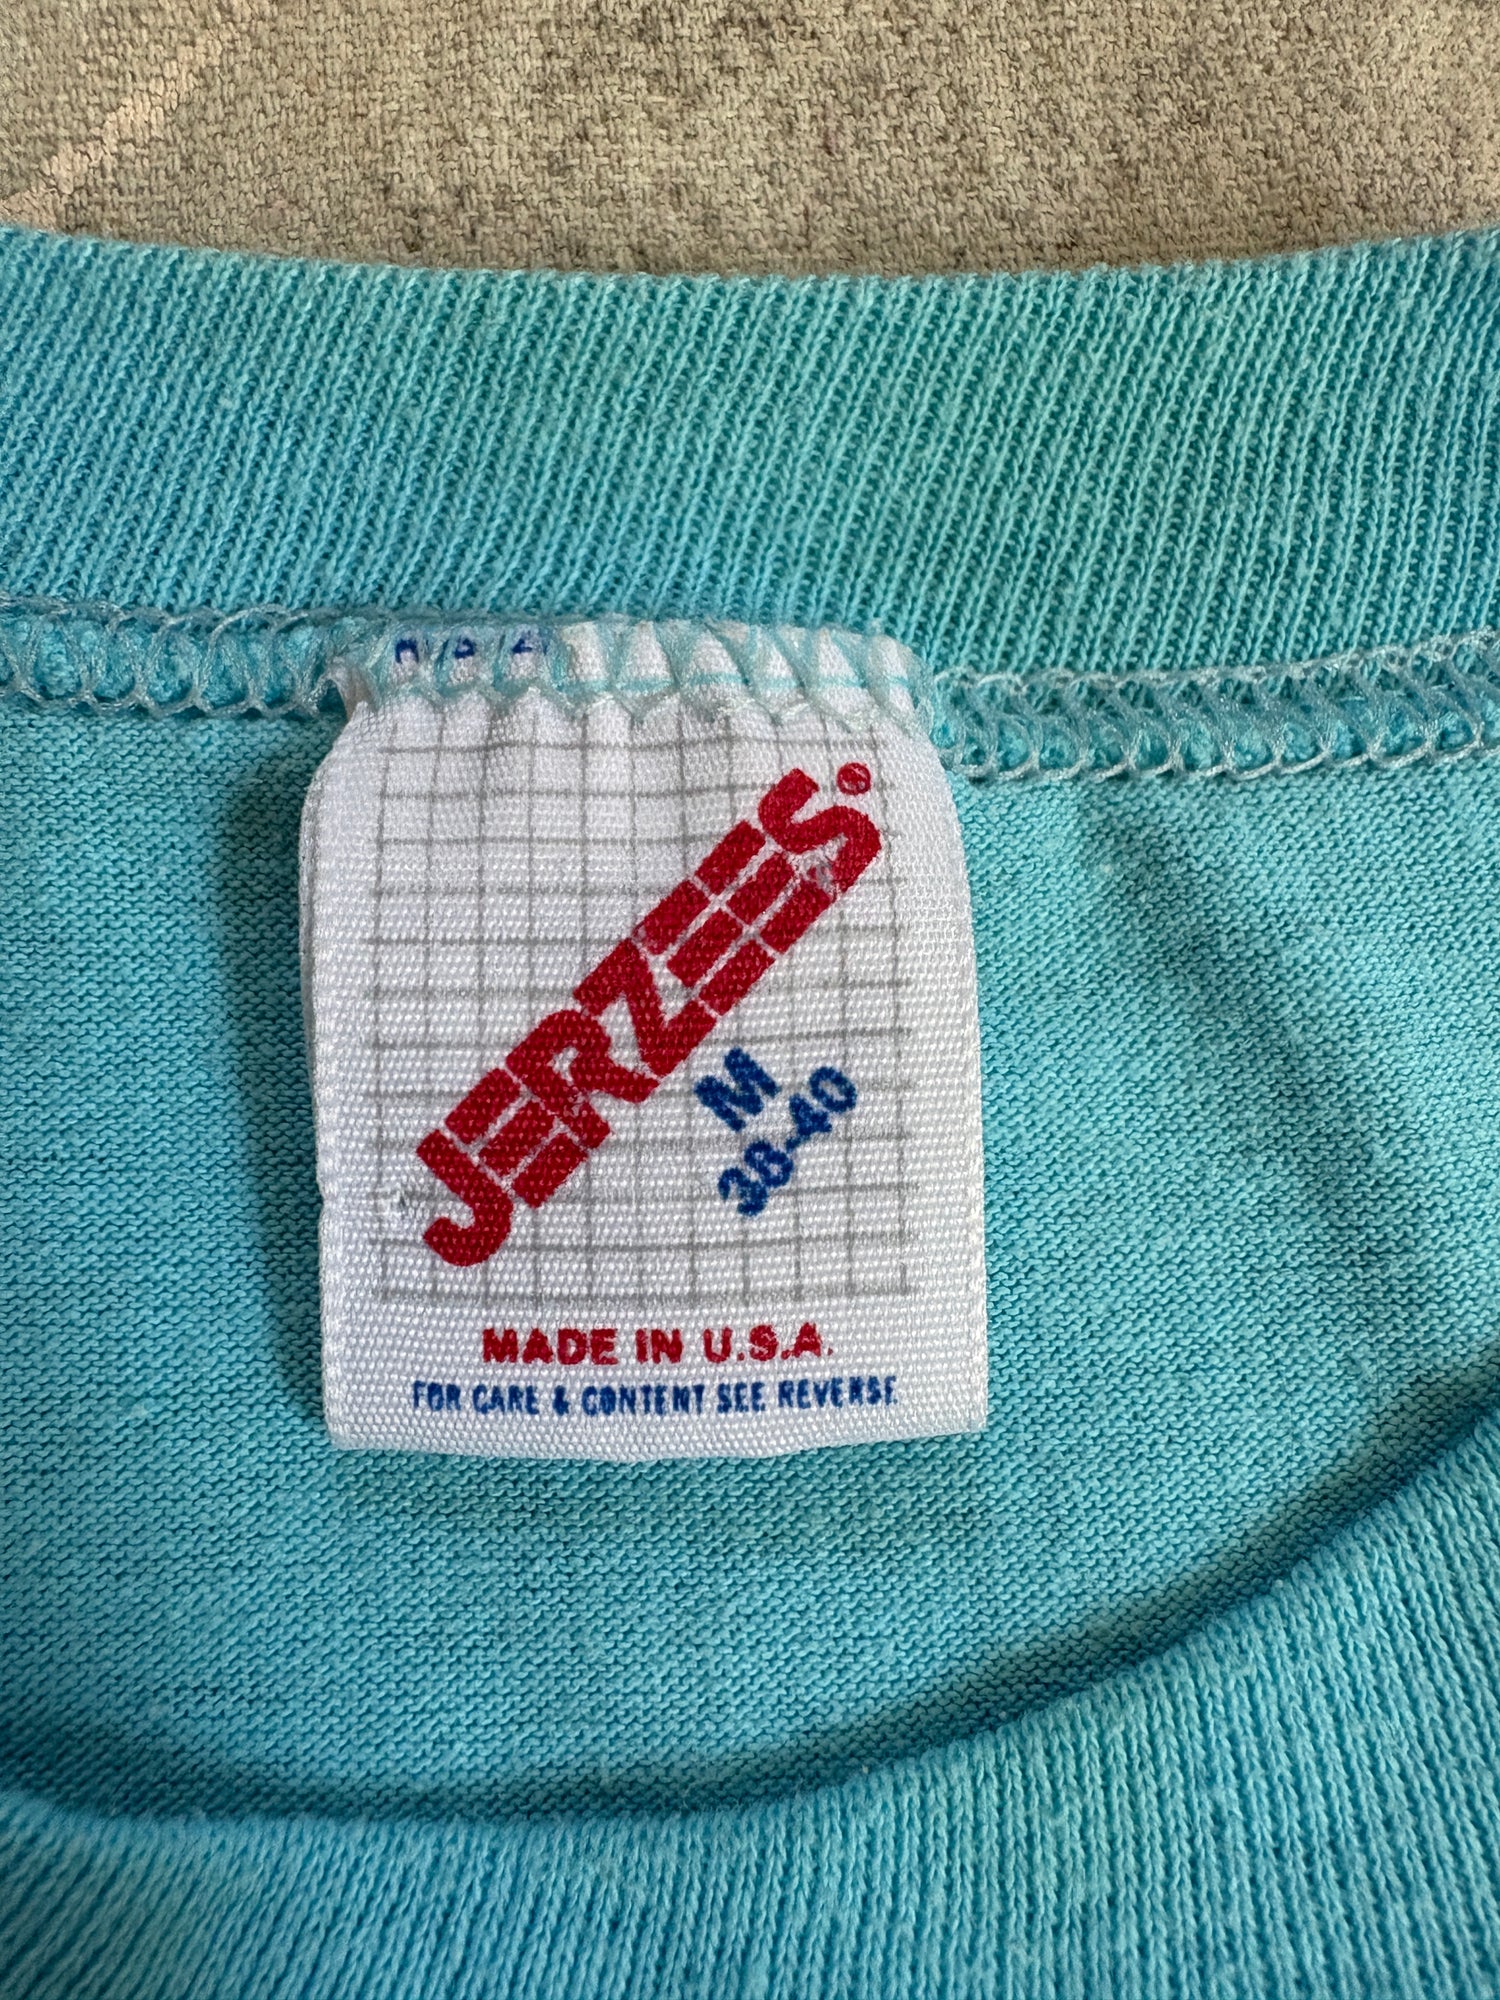 JERZEES®
M
38-40
MADE IN U.S.A.
FOR CARE & CONTENT SEE REVERSE